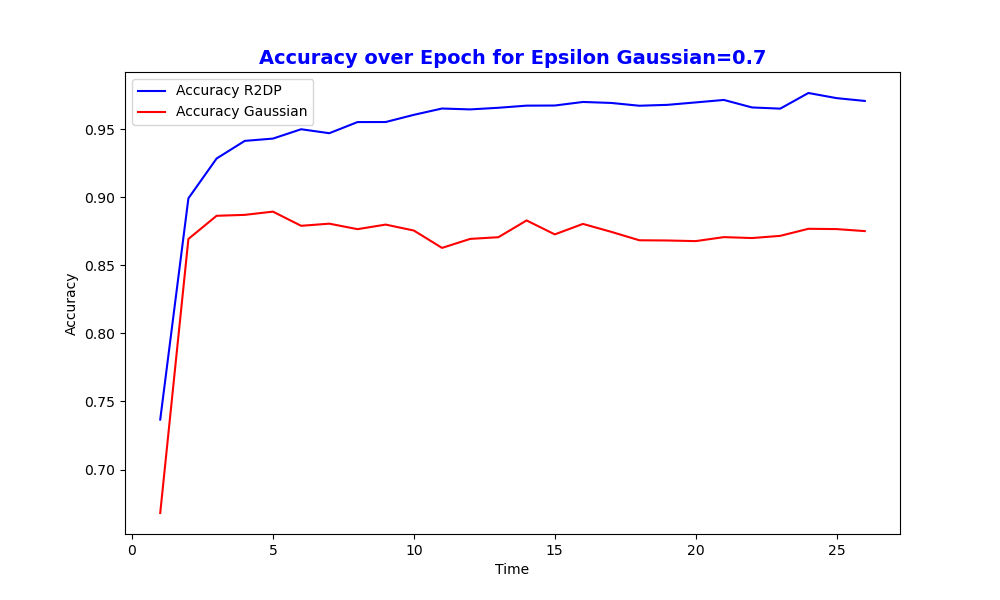 Accuracy over Epoch for Epsilon Gaussian=0.7
Accuracy R2DP
Accuracy Gaussian
0.95
0.90
0.85
0.80
0.75
0.70
Accuracy
0 5 10 15 20 25
Time